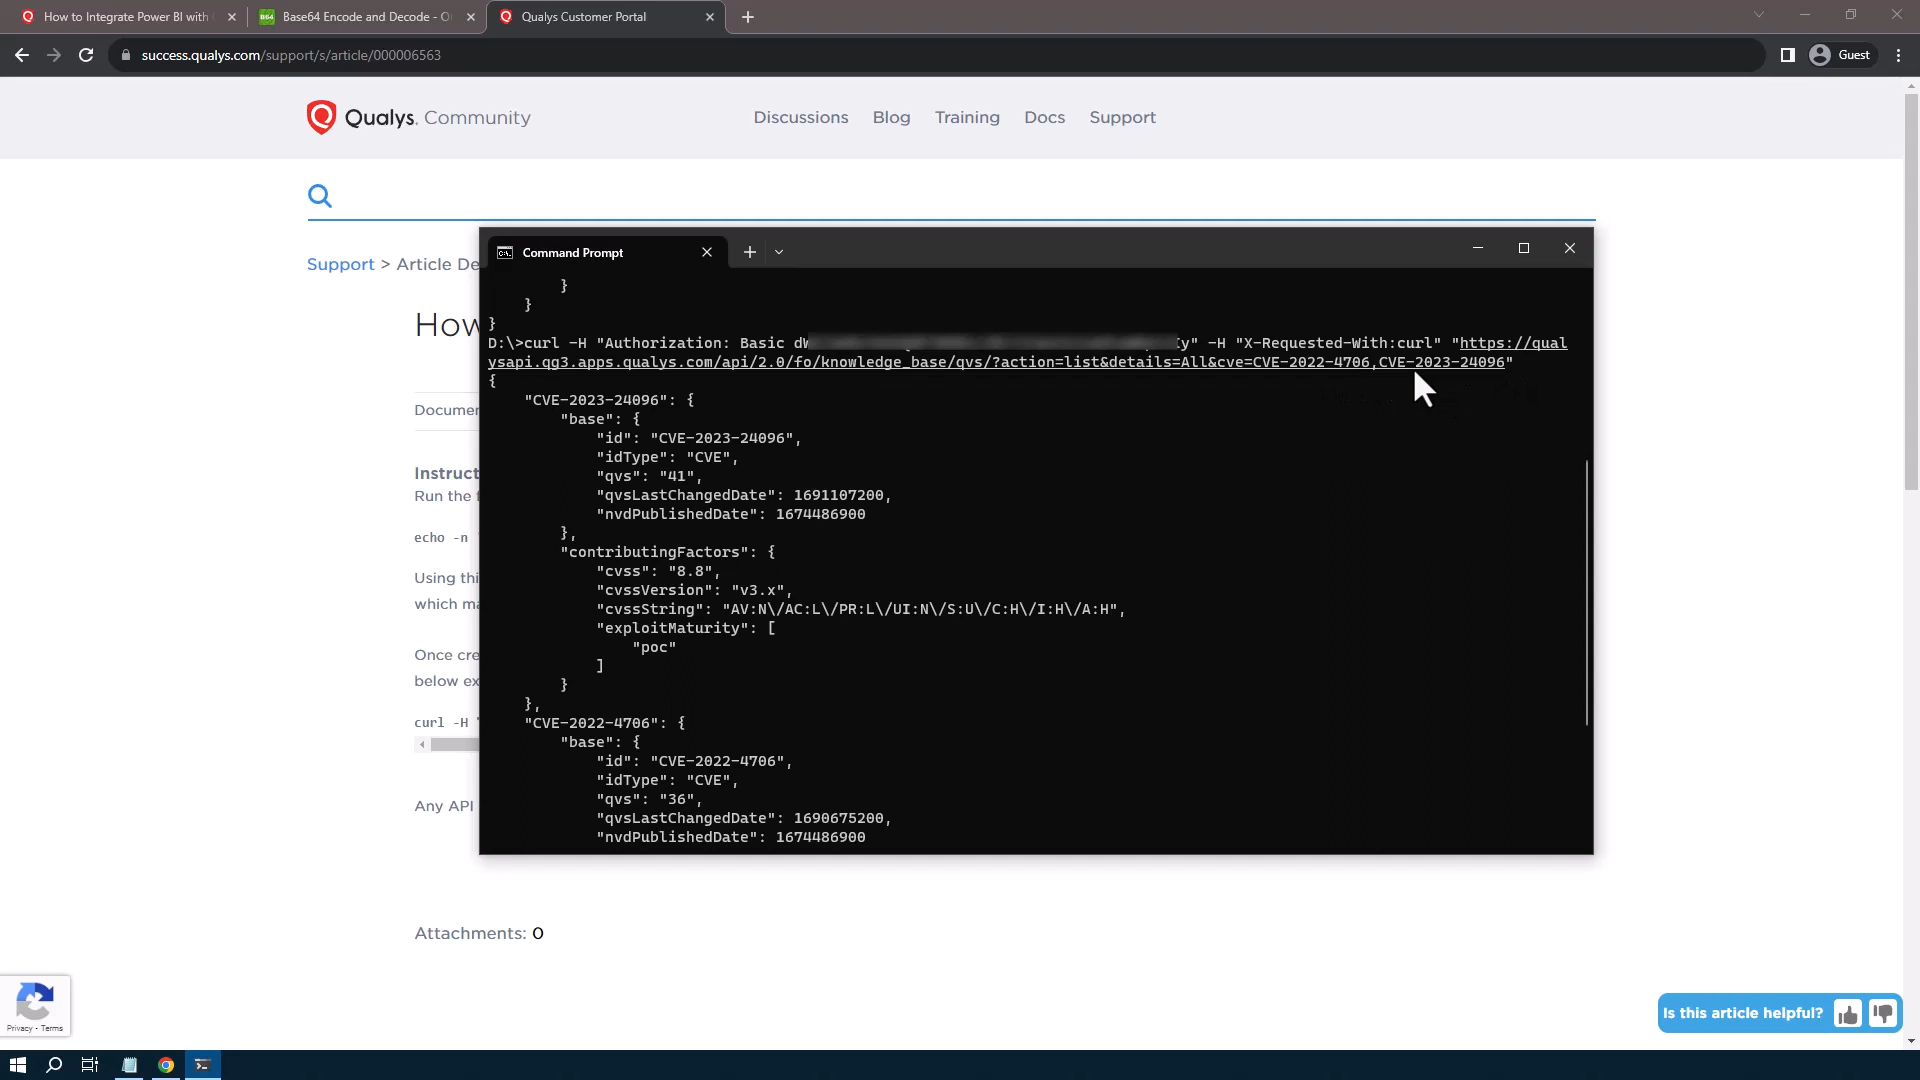 How to Integrate Power BI with
Base64 Encode and Decode - O
Qualys Customer Portal
success.qualys.com/support/s/article/000006563
Guest
Qualys. Community
Discussions
Blog
Training
Docs
Support
Support > Article De
How
Documen
Instruct
Run the f
echo -n
Using thi
which ma
Once cre
below ex
curl -H
Any API
Command Prompt
}
}
}
D:\>curl -H "Authorization: Basic dW y" -H "X-Requested-With:curl" "https://qual
ysapi.qg3.apps.qualys.com/api/2.0/fo/knowledge_base/qvs/?action=list&details=All&cve=CVE-2022-4706,CVE-2023-24096"
{
"CVE-2023-24096": {
"base": {
"id": "CVE-2023-24096",
"idType": "CVE",
"qvs": "41",
"qvsLastChangedDate": 1691107200,
"nvdPublishedDate": 1674486900
},
"contributingFactors": {
"cvss": "8.8",
"cvssVersion": "v3.x",
"cvssString": "AV:N\/AC:L\/PR:L\/UI:N\/S:U\/C:H\/I:H\/A:H",
"exploitMaturity": [
"poc"
]
}
},
"CVE-2022-4706": {
"base": {
"id": "CVE-2022-4706",
"idType": "CVE",
"qvs": "36",
"qvsLastChangedDate": 1690675200,
"nvdPublishedDate": 1674486900
Attachments: 0
Privacy - Terms
Is this article helpful?